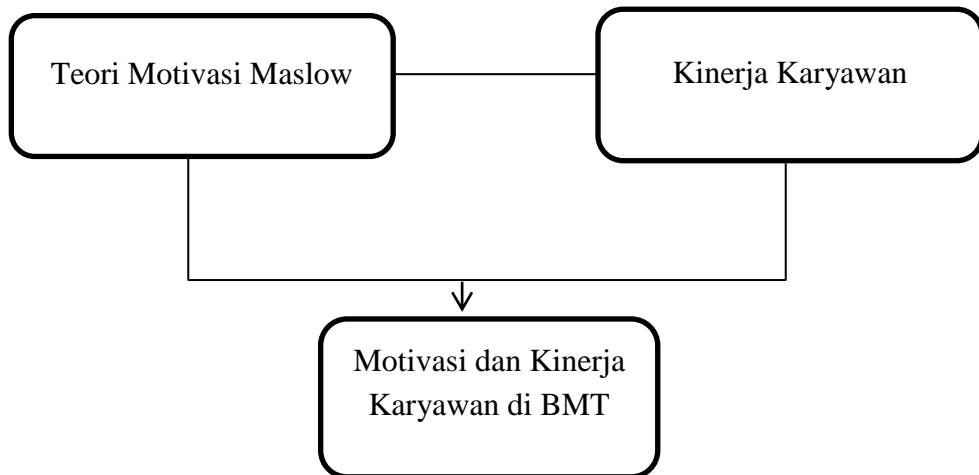 Teori Motivasi Maslow
Kinerja Karyawan
Motivasi dan Kinerja
Karyawan di BMT